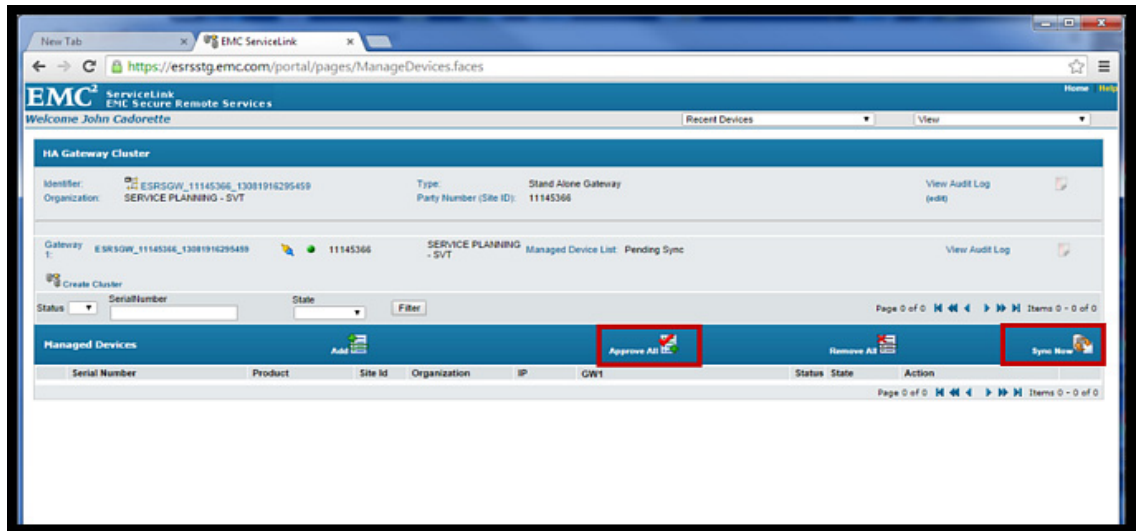 New Tab
EMC ServiceLink
https://esrsstg.emc.com/portal/pages/ManageDevices.faces
EMC² ServiceLink
EMC Secure Remote Services
Home Help
Welcome John Cadorette
Recent Devices View
HA Gateway Cluster
Identifier: ESRSGW_11145366_13081916295459 Type: Stand Alone Gateway View Audit Log
Organization: SERVICE PLANNING - SVT Party Number (Site ID): 11145366 (edit)
Gateway 1: ESRSGW_11145366_13081916295459 11145366 SERVICE PLANNING - SVT Managed Device List: Pending Sync View Audit Log
Create Cluster
Status SerialNumber State Filter Page 0 of 0 Items 0 - 0 of 0
Managed Devices Add Approve All Remove All Sync Now
Serial Number Product Site Id Organization IP GW1 Status State Action
Page 0 of 0 Items 0 - 0 of 0